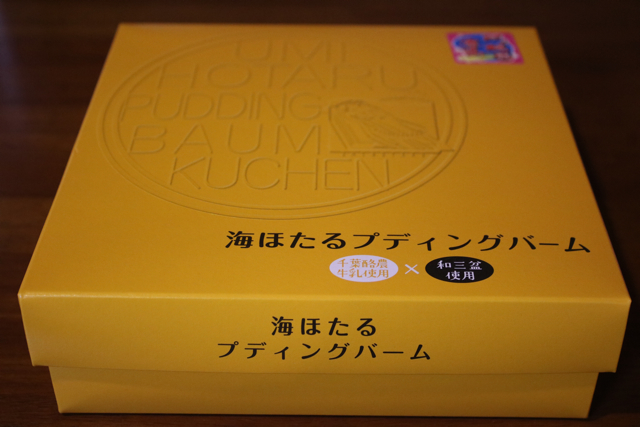 UMI
HOTARU
PUDDING
BAUM
KUCHEN
海ほたるプディングバーム
千葉酪農
牛乳使用
×
和三盆
使用
海ほたる
プディングバーム